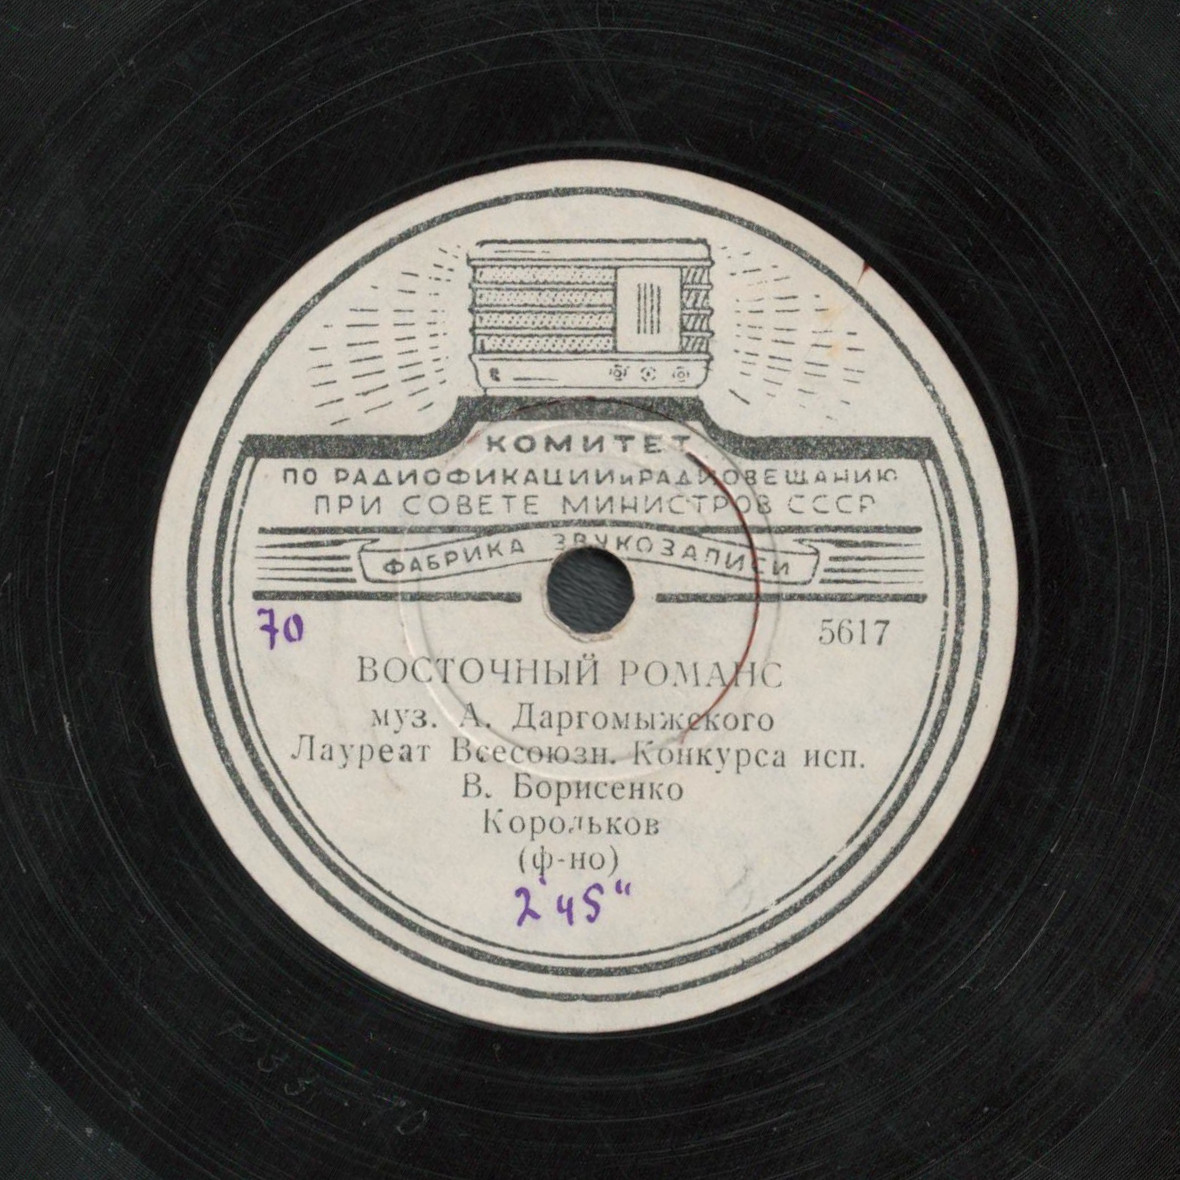 КОМИТЕТ
ПО РАДИОФИКАЦИИ и РАДИОВЕЩАНИЮ
ПРИ СОВЕТЕ МИНИСТРОВ СССР
ФАБРИКА ЗВУКОЗАПИСИ
70
5617
ВОСТОЧНЫЙ РОМАНС
муз. А. Даргомыжского
Лауреат Всесоюзн. Конкурса исп.
В. Борисенко
Корольков
(ф-но)
2'45"